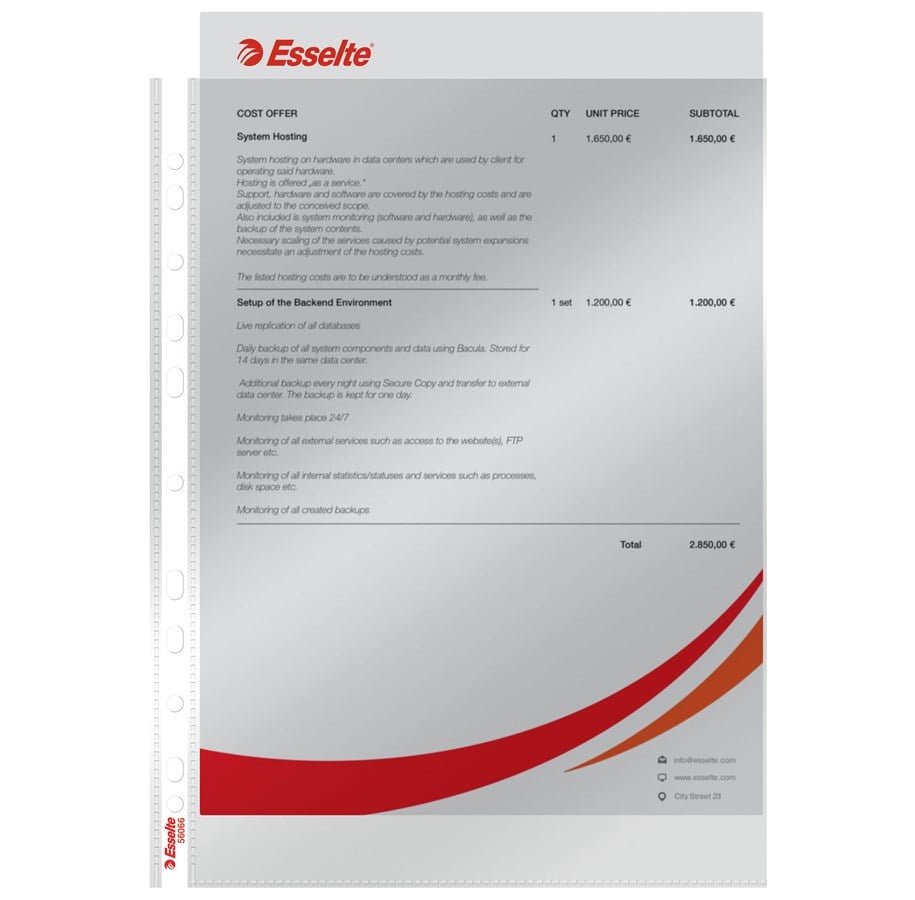 Esselte®
COST OFFER QTY UNIT PRICE SUBTOTAL
System Hosting 1 1.650,00 € 1.650,00 €
System hosting on hardware in data centers which are used by client for
operating said hardware.
Hosting is offered „as a service.“
Support, hardware and software are covered by the hosting costs and are
adjusted to the conceived scope.
Also included is system monitoring (software and hardware), as well as the
backup of the system contents.
Necessary scaling of the services caused by potential system expansions
necessitate an adjustment of the hosting costs.
The listed hosting costs are to be understood as a monthly fee.
Setup of the Backend Environment 1 set 1.200,00 € 1.200,00 €
Live replication of all databases
Daily backup of all system components and data using Bacula. Stored for
14 days in the same data center.
Additional backup every night using Secure Copy and transfer to external
data center. The backup is kept for one day.
Monitoring takes place 24/7
Monitoring of all external services such as access to the website(s), FTP
server etc.
Monitoring of all internal statistics/statuses and services such as processes,
disk space etc.
Monitoring of all created backups
Total 2.850,00 €
info@esselte.com
www.esselte.com
City Street 23
Esselte
56066